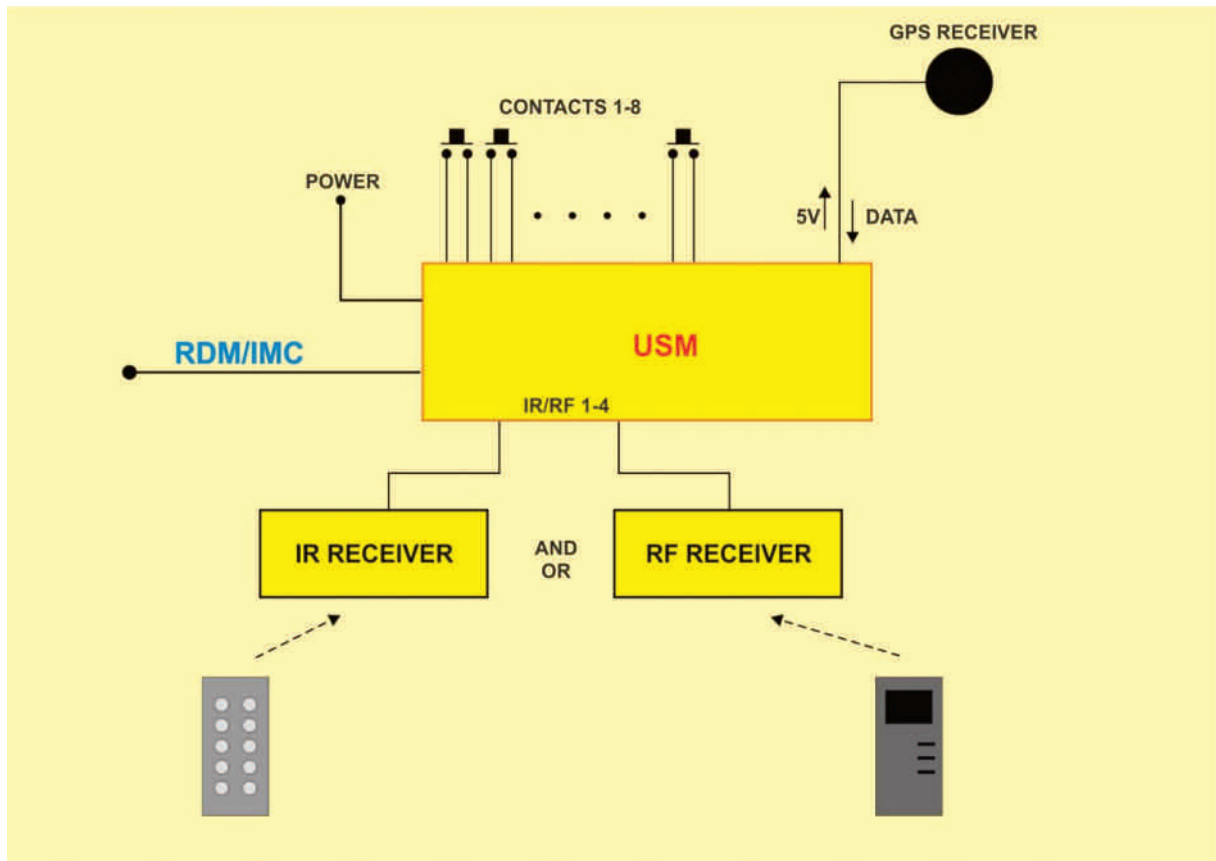 GPS RECEIVER
CONTACTS 1-8
POWER
5V
DATA
RDM/IMC
USM
IR/RF 1-4
IR RECEIVER
AND
OR
RF RECEIVER